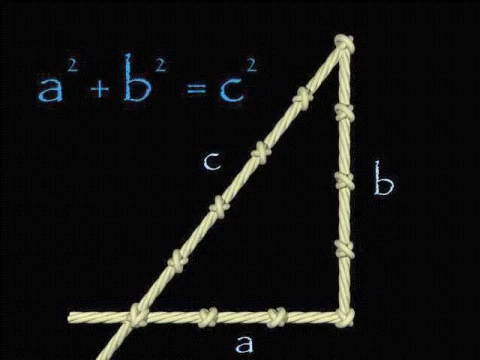 a² + b² = c²
c
b
a